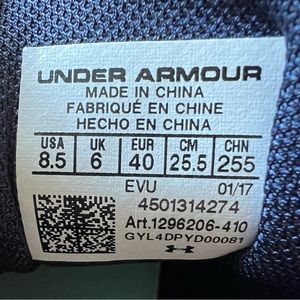 UNDER ARMOUR
MADE IN CHINA
FABRIQUÉ EN CHINE
HECHO EN CHINA
USA UK EUR CM CHN
8.5 6 40 25.5 255
EVU 01/17
4501314274
Art.1296206-410
GYL4DPYD00081